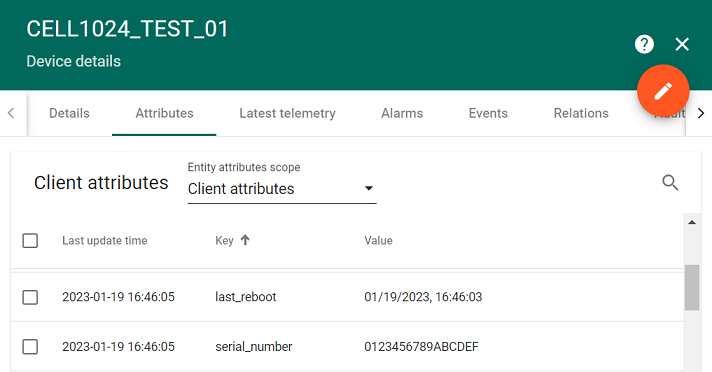 CELL1024_TEST_01
Device details
Details Attributes Latest telemetry Alarms Events Relations Audit
Entity attributes scope
Client attributes Client attributes
Last update time Key Value
2023-01-19 16:46:05 last_reboot 01/19/2023, 16:46:03
2023-01-19 16:46:05 serial_number 0123456789ABCDEF